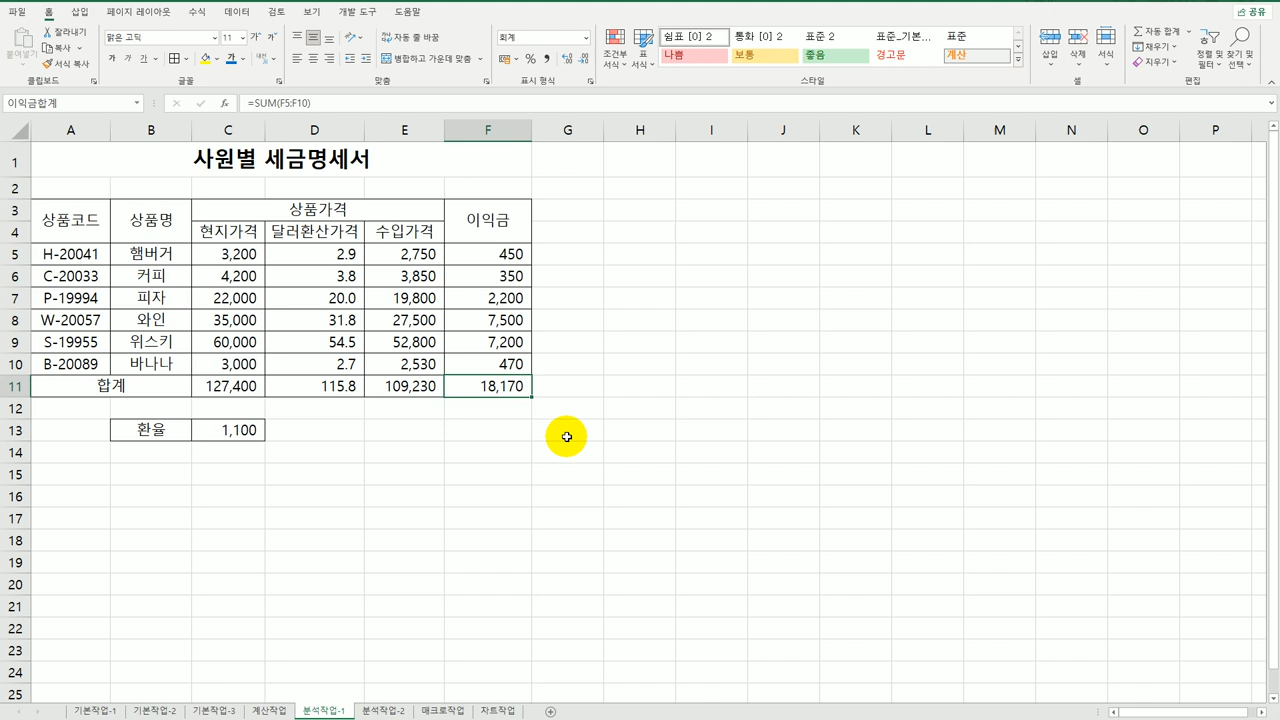 파일 홈 삽입 페이지 레이아웃 수식 데이터 검토 보기 개발 도구 도움말 공유
붙여넣기 잘라내기 복사 서식 복사 클립보드
맑은 고딕 11 가 가 가 가 가 글꼴
자동 줄 바꿈 병합하고 가운데 맞춤 맞춤
회계 % 표시 형식
조건부 서식 표 서식 쉼표 [0] 2 통화 [0] 2 표준 2 표준_기본... 표준
나쁨 보통 좋음 경고문 계산 스타일
삽입 삭제 서식 셀
자동 합계 채우기 지우기 정렬 및 필터 찾기 및 선택 편집
이익금합계 fx =SUM(F5:F10)
A B C D E F G H I J K L M N O P
1 사원별 세금명세서
2
3 상품코드 상품명 상품가격 이익금
4 현지가격 달러환산가격 수입가격
5 H-20041 햄버거 3,200 2.9 2,750 450
6 C-20033 커피 4,200 3.8 3,850 350
7 P-19994 피자 22,000 20.0 19,800 2,200
8 W-20057 와인 35,000 31.8 27,500 7,500
9 S-19955 위스키 60,000 54.5 52,800 7,200
10 B-20089 바나나 3,000 2.7 2,530 470
11 합계 127,400 115.8 109,230 18,170
12
13 환율 1,100
14
15
16
17
18
19
20
21
22
23
24
25
기본작업-1 기본작업-2 기본작업-3 계산작업 분석작업-1 분석작업-2 매크로작업 차트작업